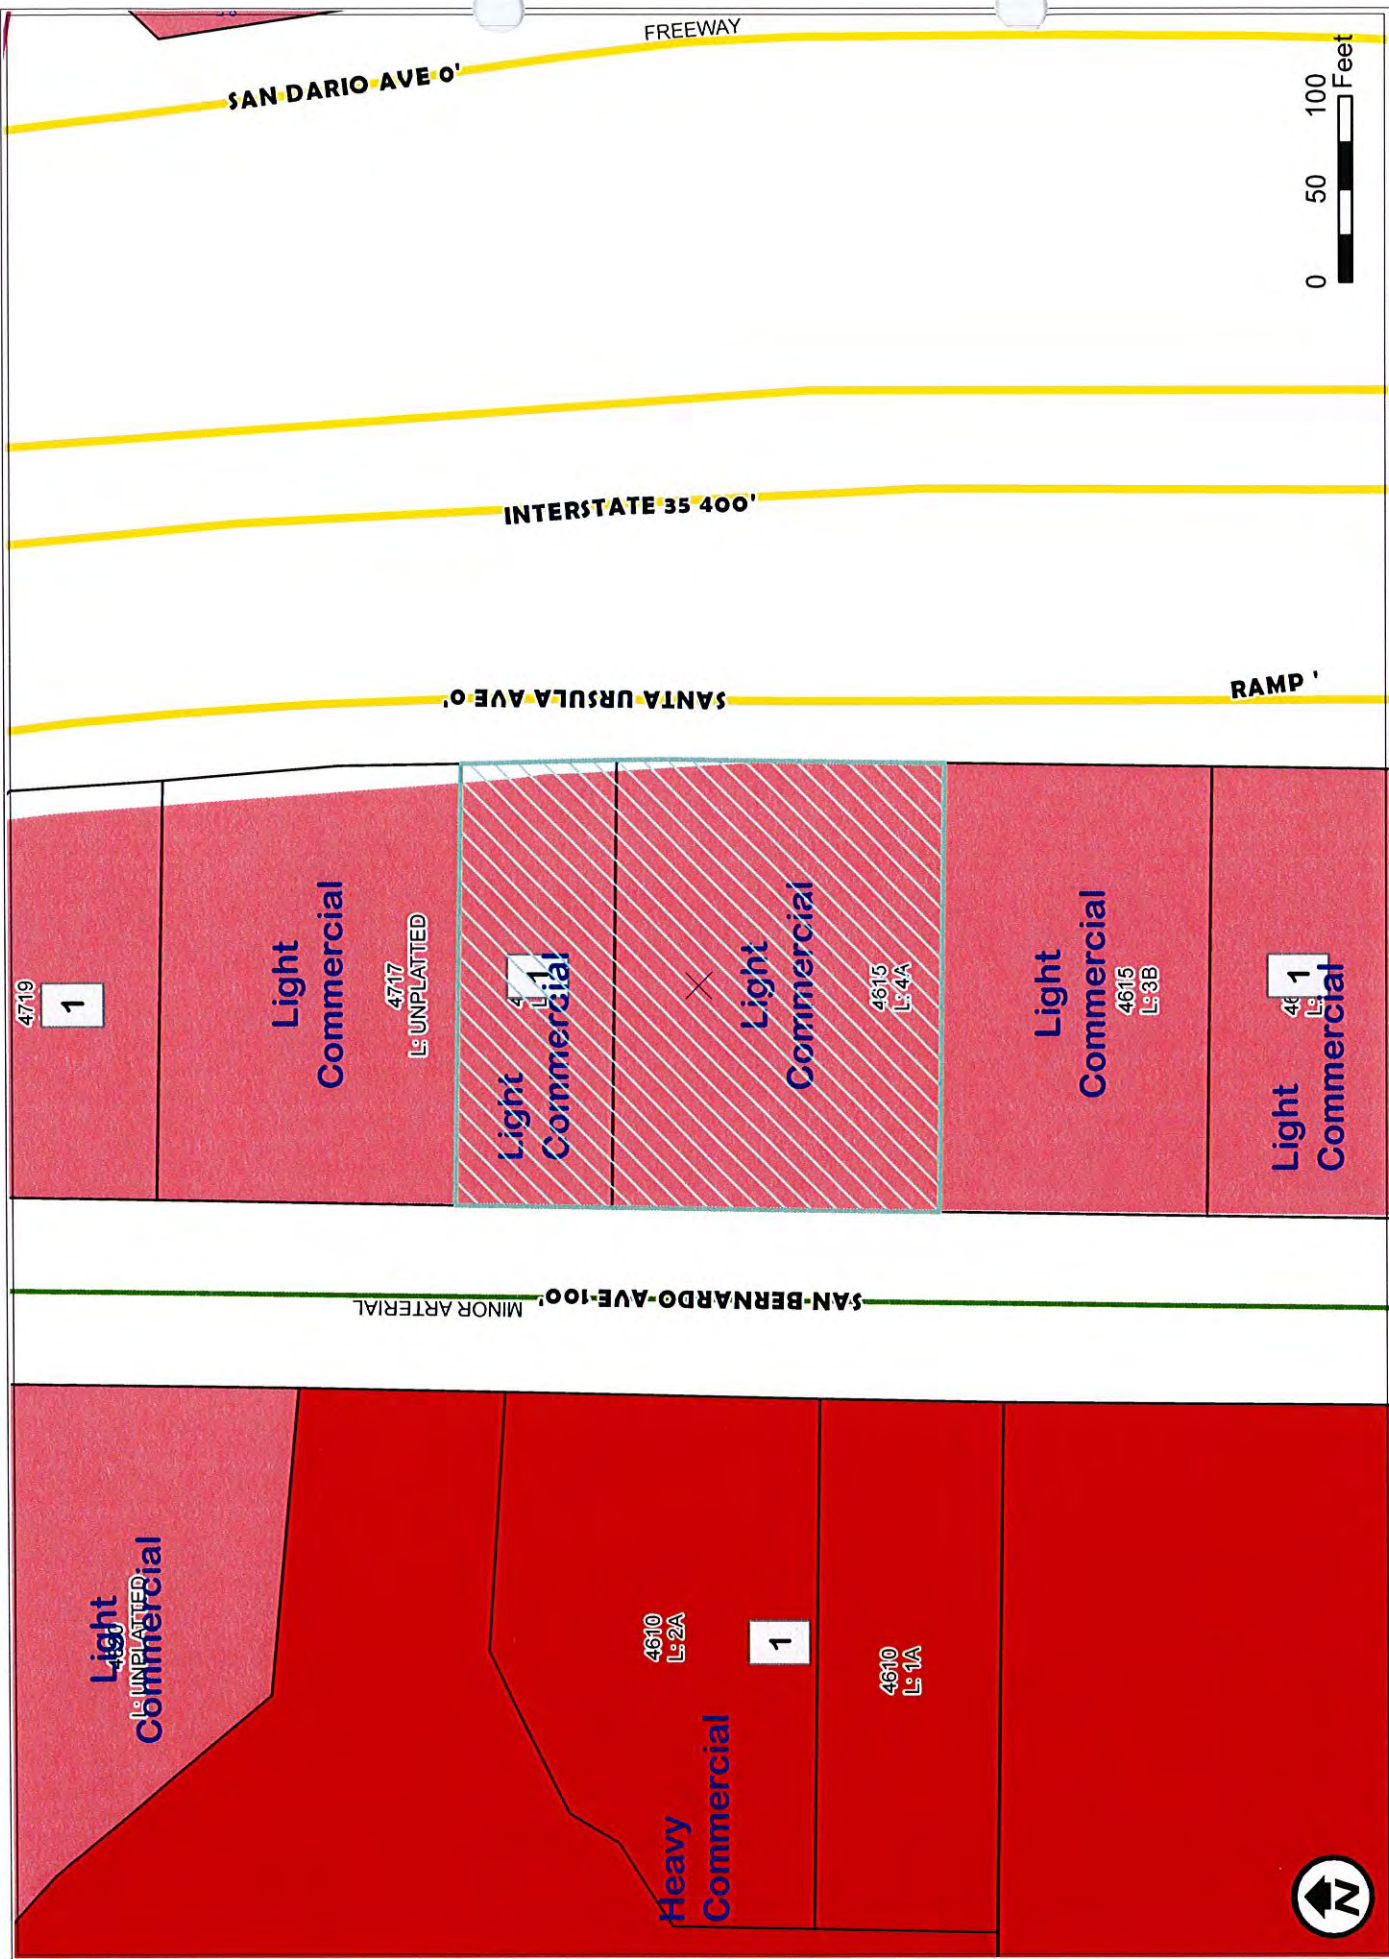 FREEWAY
SAN DARIO AVE 0'
0 50 100
Feet
INTERSTATE 35 400'
SANTA URSULA AVE 0'
RAMP '
4719
1
Light
Commercial
4717
L: UNPLATTED
1
Light
Commercial
Light
Commercial
4615
L: 4A
Light
Commercial
4615
L: 3B
1
Light
Commercial
MINOR ARTERIAL
SAN BERNARDO AVE 100'
Light
Commercial
L: UNPLATTED
4610
L: 2A
1
4610
L: 1A
Heavy
Commercial
N